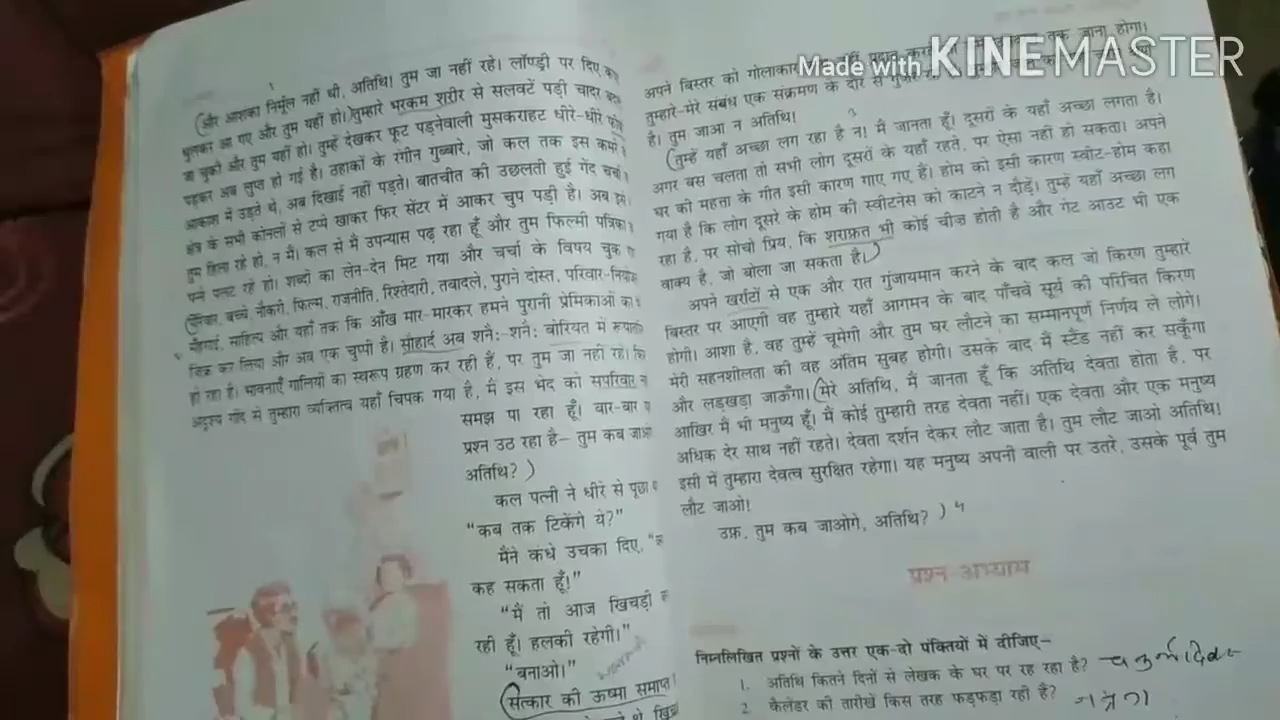 Made with KINEMASTER
(और आशंका निर्मूल नहीं थी, अतिथि! तुम जा नहीं रहे। लॉण्ड्री पर दिए
धुलकर आ गए और तुम यहीं हो। तुम्हारे भरकम शरीर से सलवटें पड़ी चादर बदली
जा चुकी और तुम यहीं हो। तुम्हें देखकर फूट पड़नेवाली मुसकराहट धीरे-धीरे
पड़कर अब लुप्त हो गई है। ठहाकों के रंगीन गुब्बारे, जो कल तक इस कमरे
आकाश में उड़ते थे, अब दिखाई नहीं पड़ते। बातचीत की उछलती हुई गेंद चर्चा
क्षेत्र के सभी कोनलों से टप्पे खाकर फिर सेंटर में आकर चुप पड़ी है। अब इसे
तुम हिला रहे हो, न मैं। कल से मैं उपन्यास पढ़ रहा हूँ और तुम फिल्मी पत्रिका
पन्ने पलट रहे हो। शब्दों का लेन-देन मिट गया और चर्चा के विषय चुक
परिवार, बच्चे नौकरी, फिल्म, राजनीति, रिश्तेदारी, तबादले, पुराने दोस्त, परिवार-नियोजन
मँहगाई, साहित्य और यहाँ तक कि आँख मार-मारकर हमने पुरानी प्रेमिकाओं का
ज़िक्र कर लिया और अब एक चुप्पी है। सौहार्द अब शनै:-शनै: बोरियत में
हो रहा है। भावनाएँ गालियों का स्वरूप ग्रहण कर रही हैं, पर तुम जा नहीं रहे। किस
अदृश्य गोंद से तुम्हारा व्यक्तित्व यहाँ चिपक गया है, मैं इस भेद को सपरिवार
समझ पा रहा हूँ। बार-बार
प्रश्न उठ रहा है– तुम कब जाओ
अतिथि? )
कल पत्नी ने धीरे से पूछा
“कब तक टिकेंगे ये?”
मैंने कंधे उचका दिए, “
कह सकता हूँ!”
“मैं तो आज खिचड़ी
रही हूँ! हलकी रहेगी।”
“बनाओ।”
(सत्कार की ऊष्मा समाप्त
अपने बिस्तर को गोलाकार तक जाना होगा।
तुम्हारे-मेरे संबंध एक संक्रमण के दौर से
है। तुम जाओ न अतिथि!
(तुम्हें यहाँ अच्छा लग रहा है न! मैं जानता हूँ। दूसरों के यहाँ अच्छा लगता है।
अगर बस चलता तो सभी लोग दूसरों के यहाँ रहते, पर ऐसा नहीं हो सकता। अपने
घर की महत्ता के गीत इसी कारण गाए गए हैं। होम को इसी कारण स्वीट-होम कहा
गया है कि लोग दूसरे के होम की स्वीटनेस को काटने न दौड़ें। तुम्हें यहाँ अच्छा लग
रहा है, पर सोचो प्रिय, कि शराफ़त भी कोई चीज़ होती है और गेट आउट भी एक
वाक्य है, जो बोला जा सकता है।)
अपने खर्राटों से एक और रात गुंजायमान करने के बाद कल जो किरण तुम्हारे
बिस्तर पर आएगी वह तुम्हारे यहाँ आगमन के बाद पाँचवें सूर्य की परिचित किरण
होगी। आशा है, वह तुम्हें चूमेगी और तुम घर लौटने का सम्मानपूर्ण निर्णय ले लोगे।
मेरी सहनशीलता की वह अंतिम सुबह होगी। उसके बाद मैं स्टैंड नहीं कर सकूँगा
और लड़खड़ा जाऊँगा। (मेरे अतिथि, मैं जानता हूँ कि अतिथि देवता होता है, पर
आखिर मैं भी मनुष्य हूँ। मैं कोई तुम्हारी तरह देवता नहीं। एक देवता और एक मनुष्य
अधिक देर साथ नहीं रहते। देवता दर्शन देकर लौट जाता है। तुम लौट जाओ अतिथि!
इसी में तुम्हारा देवत्व सुरक्षित रहेगा। यह मनुष्य अपनी वाली पर उतरे, उसके पूर्व तुम
लौट जाओ!
उफ़, तुम कब जाओगे, अतिथि? ) ५
प्रश्न-अभ्यास
निम्नलिखित प्रश्नों के उत्तर एक-दो पंक्तियों में दीजिए–
1. अतिथि कितने दिनों से लेखक के घर पर रह रहा है?
2. कैलेंडर की तारीखें किस तरह फड़फड़ा रही हैं?